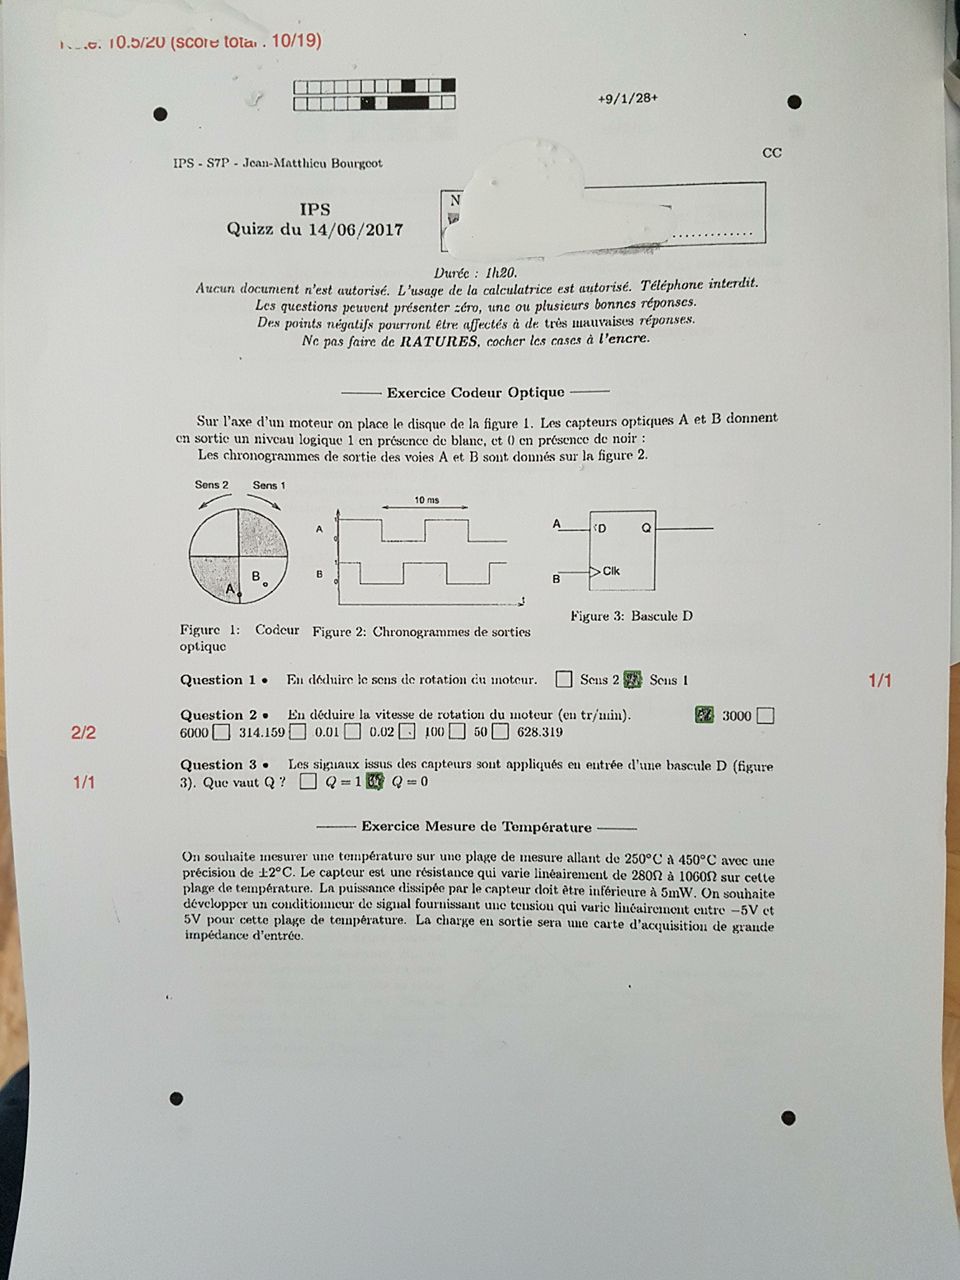 10.5/20 (score total : 10/19)
+9/1/28+
IPS - S7P - Jean-Matthieu Bourgeot
CC
IPS
Quizz du 14/06/2017
N
Durée : 1h20.
Aucun document n'est autorisé. L'usage de la calculatrice est autorisé. Téléphone interdit.
Les questions peuvent présenter zéro, une ou plusieurs bonnes réponses.
Des points négatifs pourront être affectés à de très mauvaises réponses.
Ne pas faire de RATURES, cocher les cases à l'encre.
Exercice Codeur Optique
Sur l'axe d'un moteur on place le disque de la figure 1. Les capteurs optiques A et B donnent
en sortie un niveau logique 1 en présence de blanc, et 0 en présence de noir :
Les chronogrammes de sortie des voies A et B sont donnés sur la figure 2.
Sens 2 Sens 1
A B
10 ms
A 1 0
B 1 0
t
A D Q
B Clk
Figure 1: Codeur
optique
Figure 2: Chronogrammes de sorties
Figure 3: Bascule D
Question 1 • En déduire le sens de rotation du moteur. Sens 2 Sens 1
1/1
Question 2 • En déduire la vitesse de rotation du moteur (en tr/min). 3000
6000 314.159 0.01 0.02 100 50 628.319
2/2
Question 3 • Les signaux issus des capteurs sont appliqués en entrée d'une bascule D (figure
3). Que vaut Q ? Q = 1 Q = 0
1/1
Exercice Mesure de Température
On souhaite mesurer une température sur une plage de mesure allant de 250°C à 450°C avec une
précision de ±2°C. Le capteur est une résistance qui varie linéairement de 280Ω à 1060Ω sur cette
plage de température. La puissance dissipée par le capteur doit être inférieure à 5mW. On souhaite
développer un conditionneur de signal fournissant une tension qui varie linéairement entre −5V et
5V pour cette plage de température. La charge en sortie sera une carte d'acquisition de grande
impédance d'entrée.